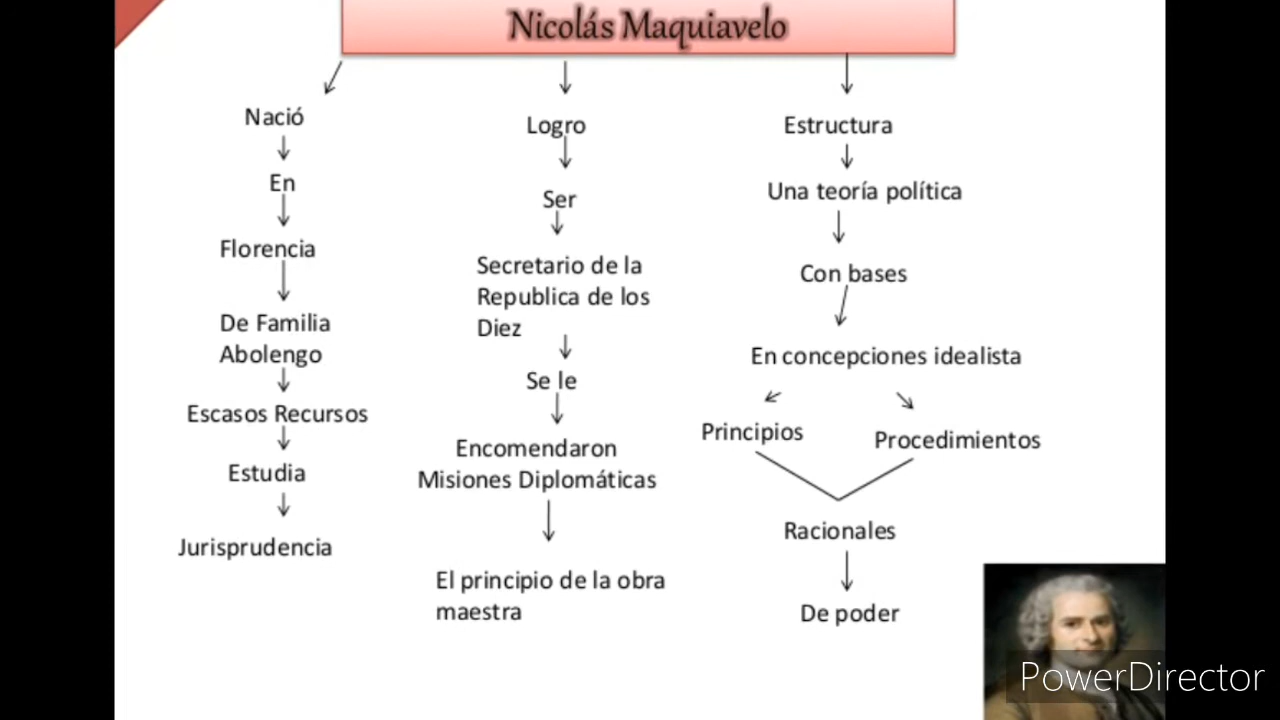 Nicolás Maquiavelo
Nació
En
Florencia
De Familia
Abolengo
Escasos Recursos
Estudia
Jurisprudencia
Logro
Ser
Secretario de la
Republica de los
Diez
Se le
Encomendaron
Misiones Diplomáticas
El principio de la obra
maestra
Estructura
Una teoría política
Con bases
En concepciones idealista
Principios
Procedimientos
Racionales
De poder
PowerDirector